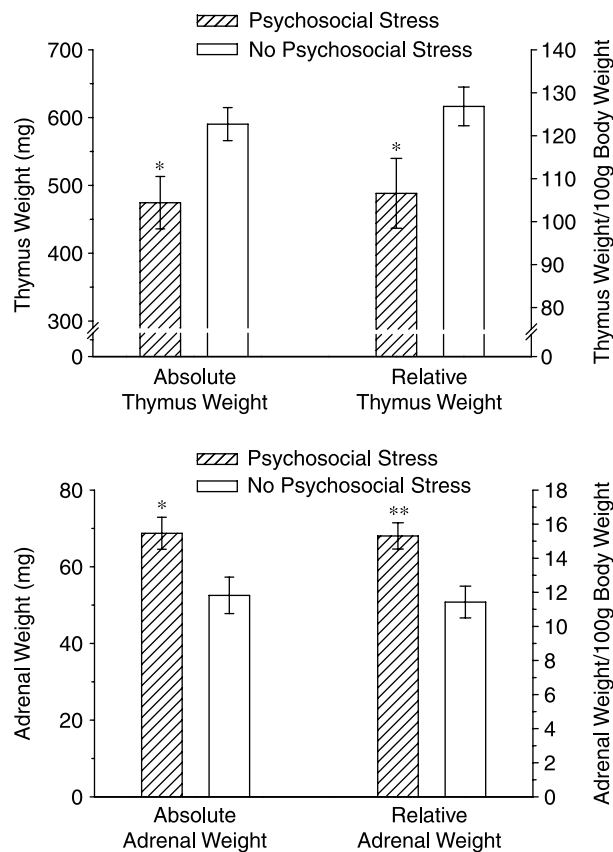 Psychosocial Stress
No Psychosocial Stress
700
600
500
400
300
0
Thymus Weight (mg)
140
130
120
110
100
90
80
0
Thymus Weight/100g Body Weight
*
*
Absolute
Thymus Weight
Relative
Thymus Weight
Psychosocial Stress
No Psychosocial Stress
80
60
40
20
0
Adrenal Weight (mg)
18
16
14
12
10
8
6
4
2
0
Adrenal Weight/100g Body Weight
*
**
Absolute
Adrenal Weight
Relative
Adrenal Weight